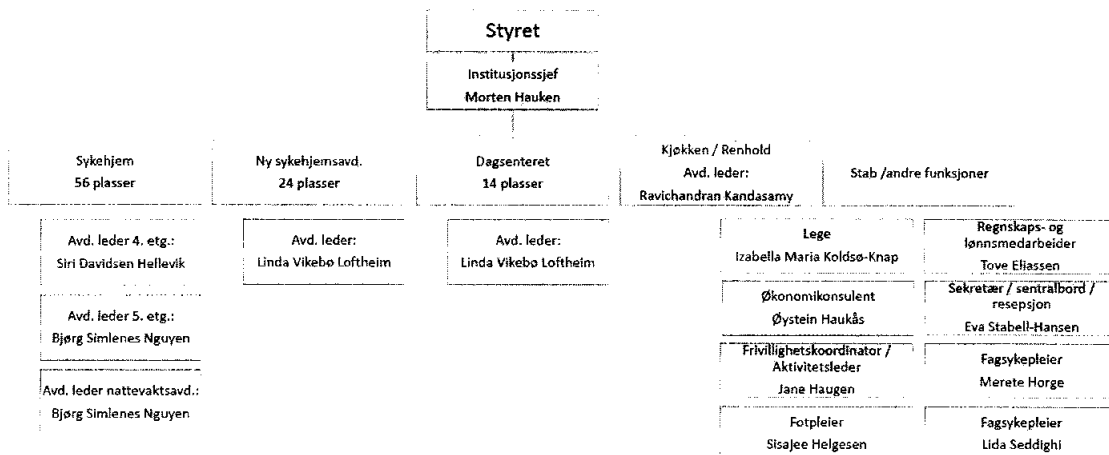 Styret
Institusjonssjef
Morten Hauken
Sykehjem
56 plasser
Ny sykehjemsavd.
24 plasser
Dagsenteret
14 plasser
Kjøkken / Renhold
Avd. leder:
Ravichandran Kandasamy
Stab /andre funksjoner
Avd. leder 4. etg.:
Siri Davidsen Hellevik
Avd. leder 5. etg.:
Bjørg Simlenes Nguyen
Avd. leder nattevaktsavd.:
Bjørg Simlenes Nguyen
Avd. leder:
Linda Vikebø Loftheim
Avd. leder:
Linda Vikebø Loftheim
Lege
Izabella Maria Koldsø-Knap
Økonomikonsulent
Øystein Haukås
Frivillighetskoordinator /
Aktivitetsleder
Jane Haugen
Fotpleier
Sisajee Helgesen
Regnskaps- og
lønnsmedarbeider
Tove Eliassen
Sekretær / sentralbord /
resepsjon
Eva Stabell-Hansen
Fagsykepleier
Merete Horge
Fagsykepleier
Lida Seddighi